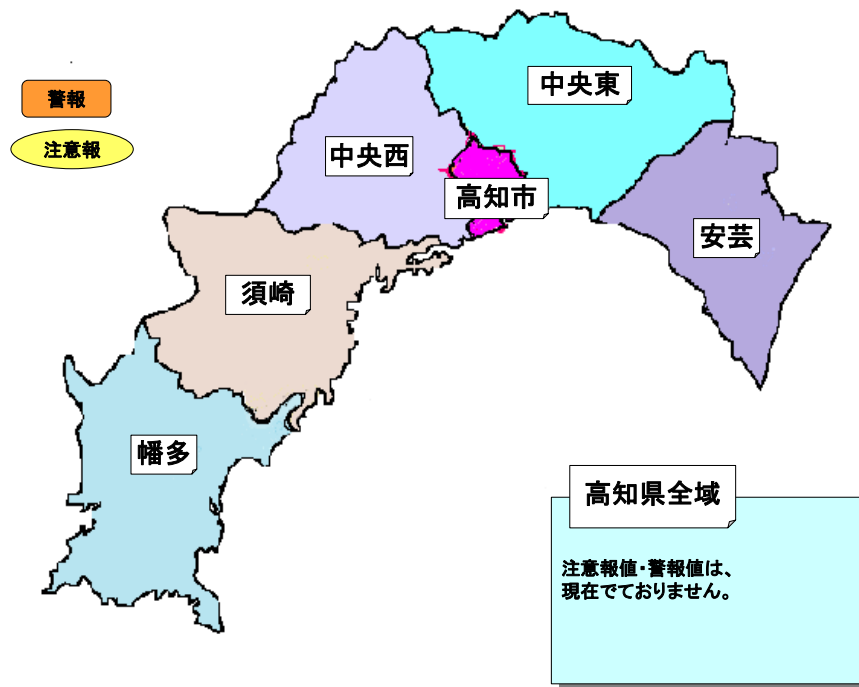 警報
注意報
中央東
中央西
高知市
安芸
須崎
幡多
高知県全域
注意報値・警報値は、
現在でておりません。